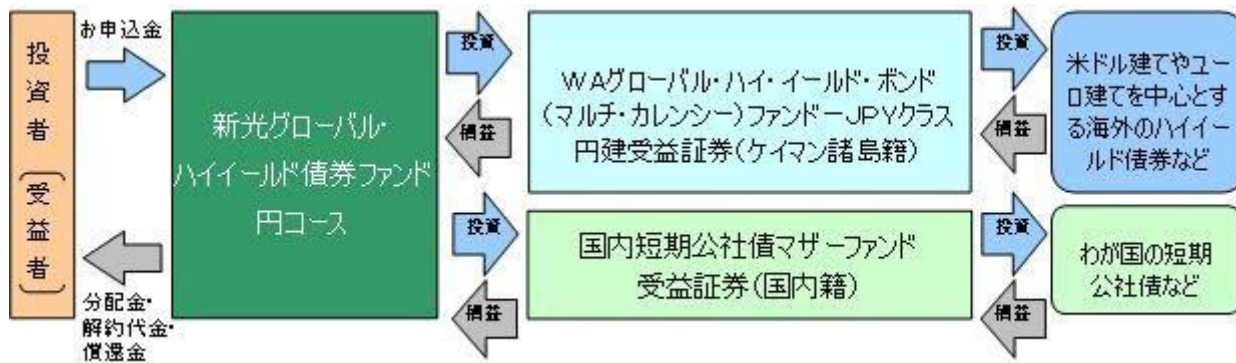 投資者(受益者)
お申込金
分配金・
解約代金・
償還金
新光グローバル・
ハイイールド債券ファンド
円コース
投資
損益
投資
損益
WAグローバル・ハイ・イールド・ボンド
(マルチ・カレンシー)ファンドーJPYクラス
円建受益証券(ケイマン諸島籍)
国内短期公社債マザーファンド
受益証券(国内籍)
投資
損益
投資
損益
米ドル建てやユー
ロ建てを中心とす
る海外のハイイー
ルド債券など
わが国の短期
公社債など